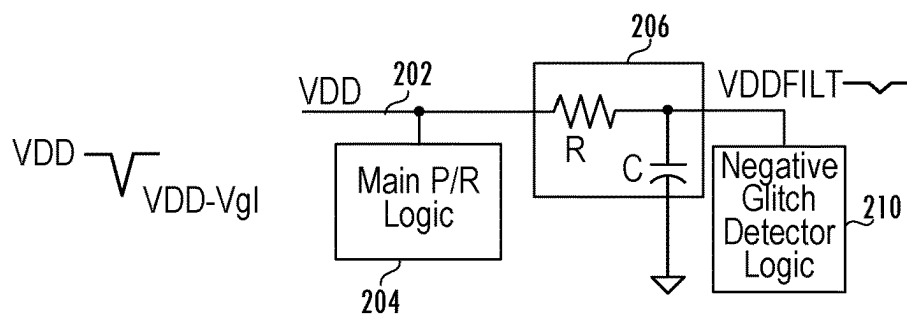 206
202
VDD
VDDFILT
VDD
VDD-Vgl
Main P/R
Logic
204
R
C
Negative
Glitch
Detector
Logic
210